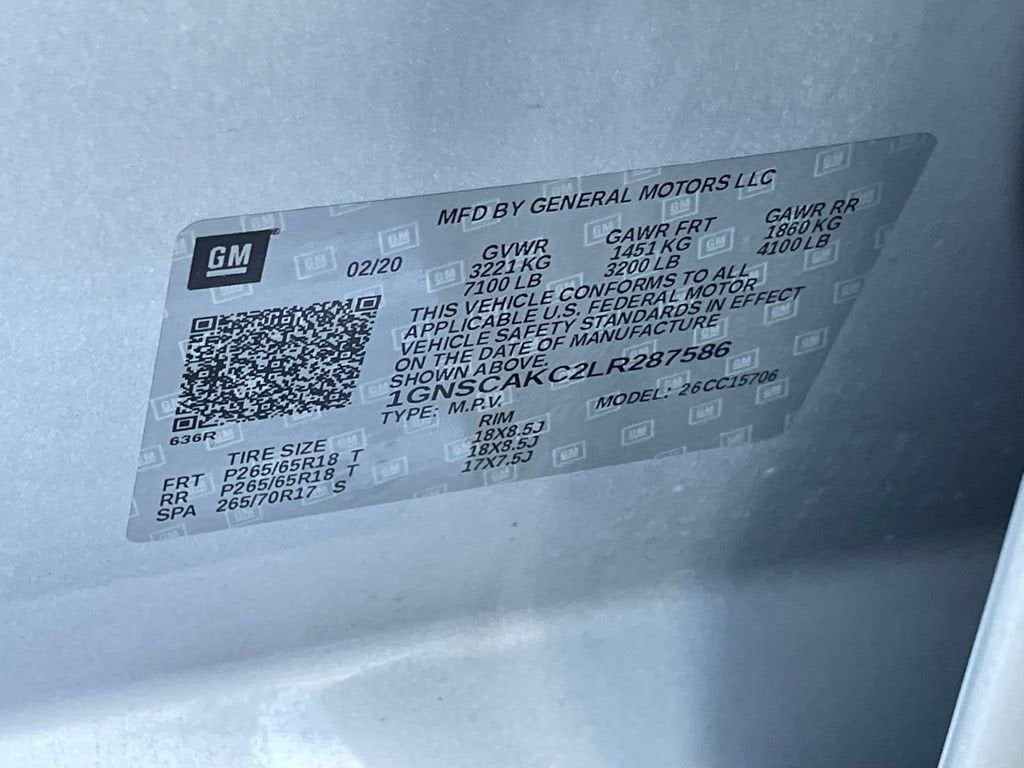 MFD BY GENERAL MOTORS LLC
GM
02/20
GVWR
3221 KG
7100 LB
GAWR FRT
1451 KG
3200 LB
GAWR RR
1860 KG
4100 LB
THIS VEHICLE CONFORMS TO ALL
APPLICABLE U.S. FEDERAL MOTOR
VEHICLE SAFETY STANDARDS IN EFFECT
ON THE DATE OF MANUFACTURE
SHOWN ABOVE.
1GNSCAKC2LR287586
TYPE: M.P.V.
MODEL: 26CC15706
636R
TIRE SIZE RIM
FRT P265/65R18 T 18X8.5J
RR P265/65R18 T 18X8.5J
SPA 265/70R17 S 17X7.5J